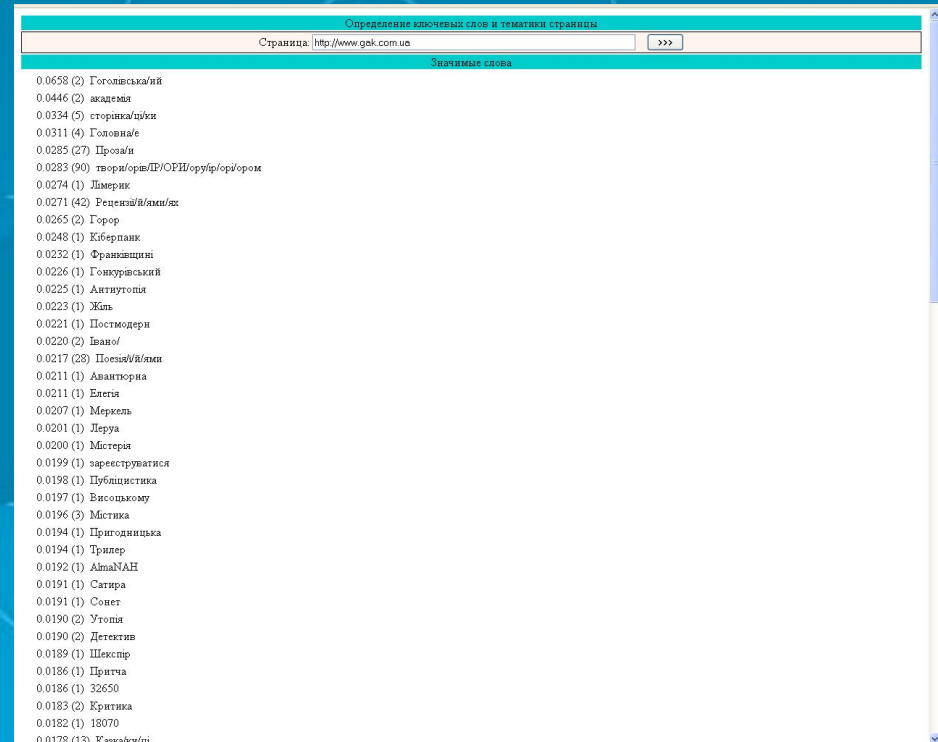 Определение ключевых слов и тематики страницы
Страница: http://www.gak.com.ua >>>
Значимые слова
0.0658 (2) Гоголівська/ий
0.0446 (2) академія
0.0334 (5) сторінка/ці/ки
0.0311 (4) Головна/е
0.0285 (27) Проза/и
0.0283 (90) твори/орів/ІР/ОРИ/ору/ір/орі/ором
0.0274 (1) Лімерик
0.0271 (42) Рецензії/й/ями/ях
0.0265 (2) Горор
0.0248 (1) Кіберпанк
0.0232 (1) Франківщині
0.0226 (1) Гонкурівський
0.0225 (1) Антиутопія
0.0223 (1) Жіль
0.0221 (1) Постмодерн
0.0220 (2) Івано/
0.0217 (28) Поезія/ї/й/ями
0.0211 (1) Авантюрна
0.0211 (1) Елегія
0.0207 (1) Меркель
0.0201 (1) Леруа
0.0200 (1) Містерія
0.0199 (1) зареєструватися
0.0198 (1) Публіцистика
0.0197 (1) Висоцькому
0.0196 (3) Містика
0.0194 (1) Пригодницька
0.0194 (1) Трилер
0.0192 (1) AlmaNAH
0.0191 (1) Сатира
0.0191 (1) Сонет
0.0190 (2) Утопія
0.0190 (2) Детектив
0.0189 (1) Шекспір
0.0186 (1) Притча
0.0186 (1) 32650
0.0183 (2) Критика
0.0182 (1) 18070
0.0178 (13) Казка/ки/ці